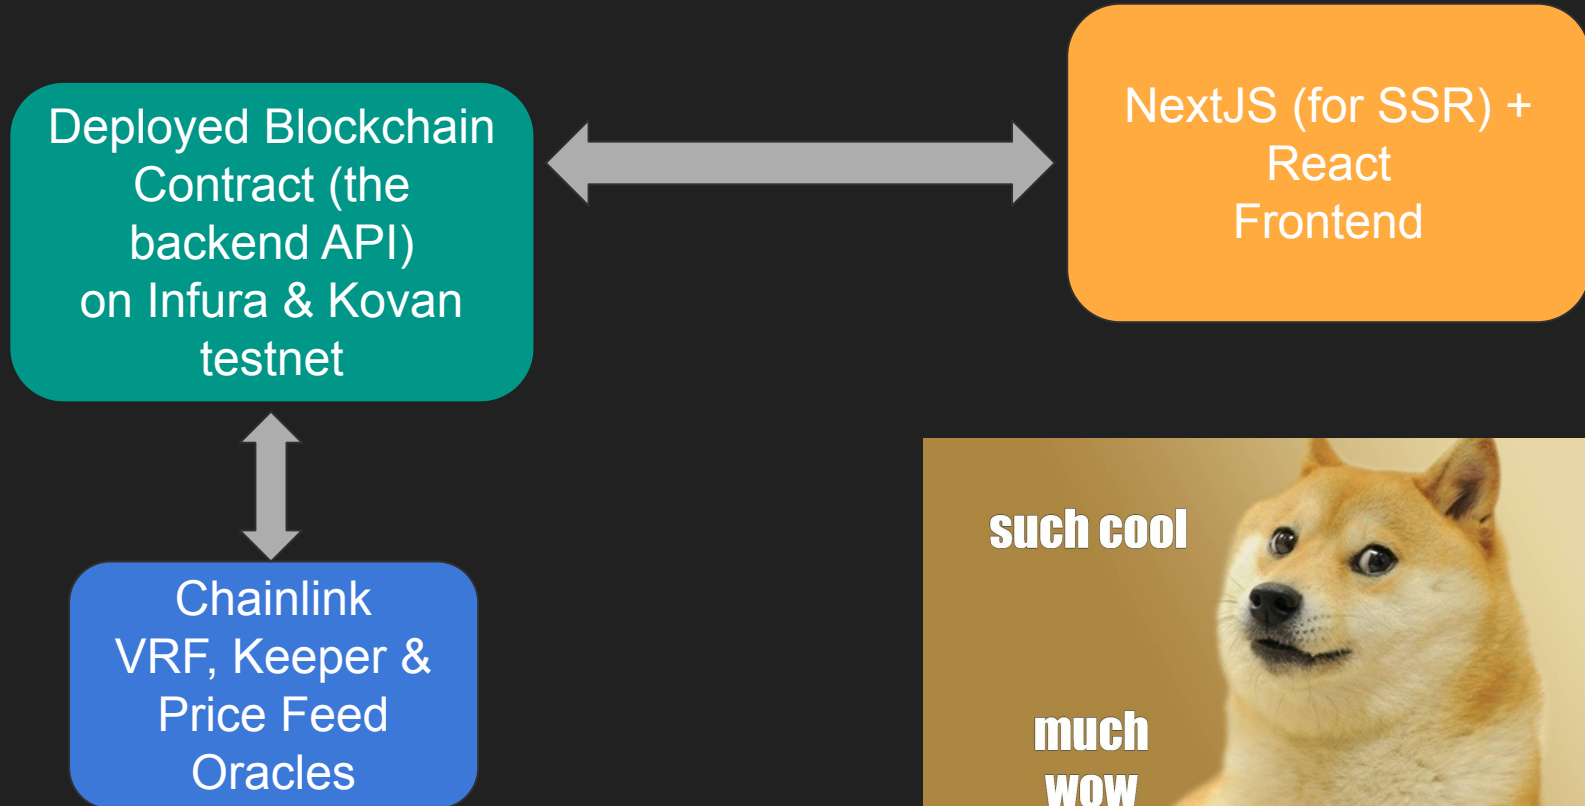 Deployed Blockchain
Contract (the
backend API)
on Infura & Kovan
testnet
NextJS (for SSR) +
React
Frontend
Chainlink
VRF, Keeper &
Price Feed
Oracles
such cool
much
wow